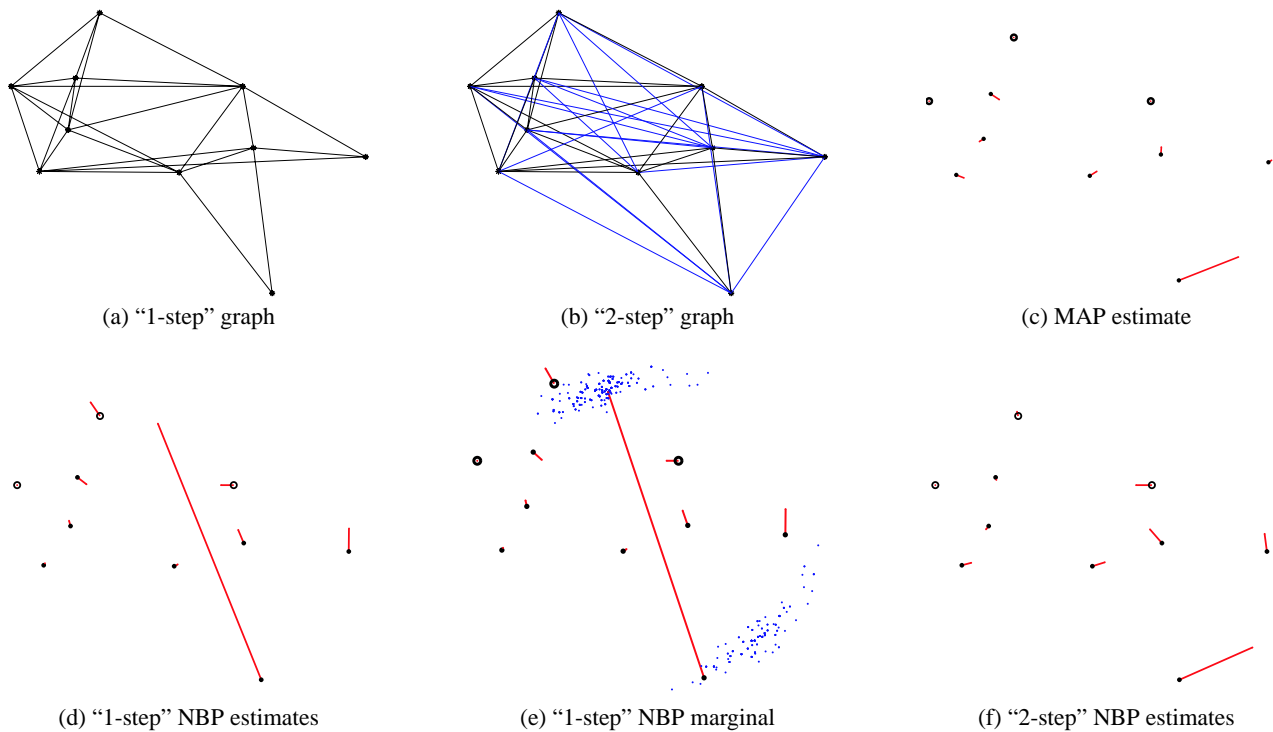 (a) “1-step” graph
(b) “2-step” graph
(c) MAP estimate
(d) “1-step” NBP estimates
(e) “1-step” NBP marginal
(f) “2-step” NBP estimates